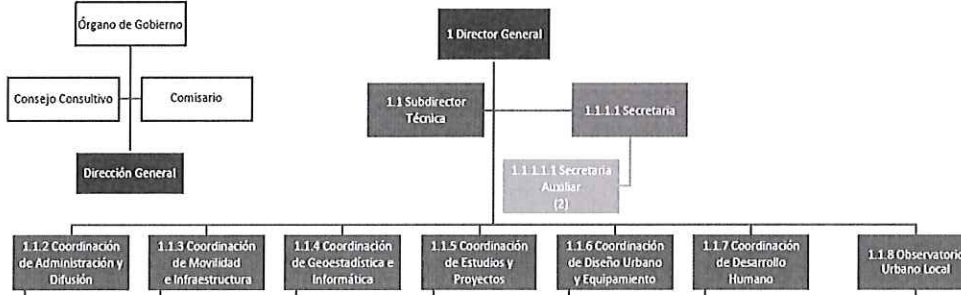 Órgano de Gobierno
Consejo Consultivo
Comisario
Dirección General
1 Director General
1.1 Subdirector
Técnica
1.1.1.1 Secretaria
1.1.1.1.1 Secretaria
Auxiliar
(2)
1.1.2 Coordinación
de Administración y
Difusión
1.1.3 Coordinación
de Movilidad
e Infraestructura
1.1.4 Coordinación
de Geoestadística e
Informática
1.1.5 Coordinación
de Estudios y
Proyectos
1.1.6 Coordinación
de Diseño Urbano
y Equipamiento
1.1.7 Coordinación
de Desarrollo
Humano
1.1.8 Observatorio
Urbano Local